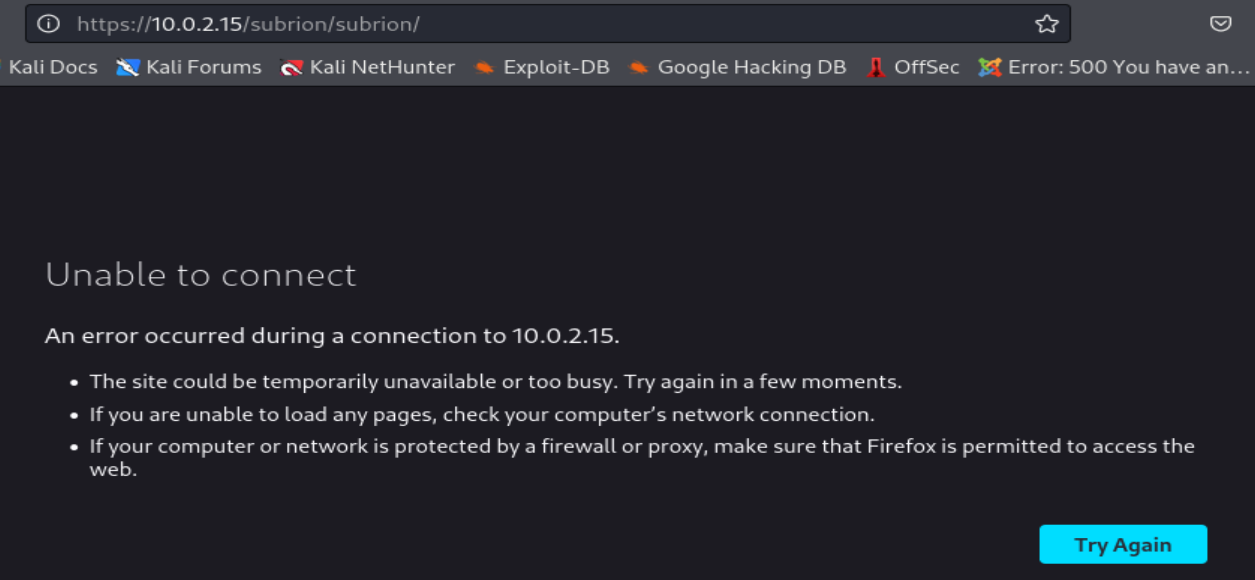 https://10.0.2.15/subrion/subrion/
Kali Docs Kali Forums Kali NetHunter Exploit-DB Google Hacking DB OffSec Error: 500 You have an...
Unable to connect
An error occurred during a connection to 10.0.2.15.
• The site could be temporarily unavailable or too busy. Try again in a few moments.
• If you are unable to load any pages, check your computer’s network connection.
• If your computer or network is protected by a firewall or proxy, make sure that Firefox is permitted to access the
web.
Try Again